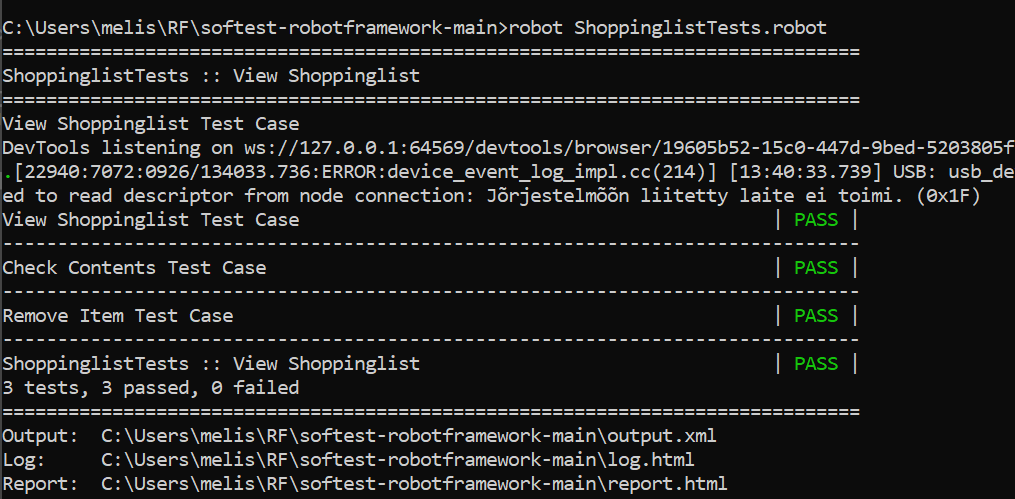 C:\Users\melis\RF\softest-robotframework-main>robot ShoppinglistTests.robot
==============================================================================
ShoppinglistTests :: View Shoppinglist
==============================================================================
View Shoppinglist Test Case
DevTools listening on ws://127.0.0.1:64569/devtools/browser/19605b52-15c0-447d-9bed-5203805f
.[22940:7072:0926/134033.736:ERROR:device_event_log_impl.cc(214)] [13:40:33.739] USB: usb_de
ed to read descriptor from node connection: Jõrjestelmõõn liitetty laite ei toimi. (0x1F)
View Shoppinglist Test Case                                           | PASS |
------------------------------------------------------------------------------
Check Contents Test Case                                              | PASS |
------------------------------------------------------------------------------
Remove Item Test Case                                                 | PASS |
------------------------------------------------------------------------------
ShoppinglistTests :: View Shoppinglist                                | PASS |
3 tests, 3 passed, 0 failed
==============================================================================
Output:  C:\Users\melis\RF\softest-robotframework-main\output.xml
Log:     C:\Users\melis\RF\softest-robotframework-main\log.html
Report:  C:\Users\melis\RF\softest-robotframework-main\report.html